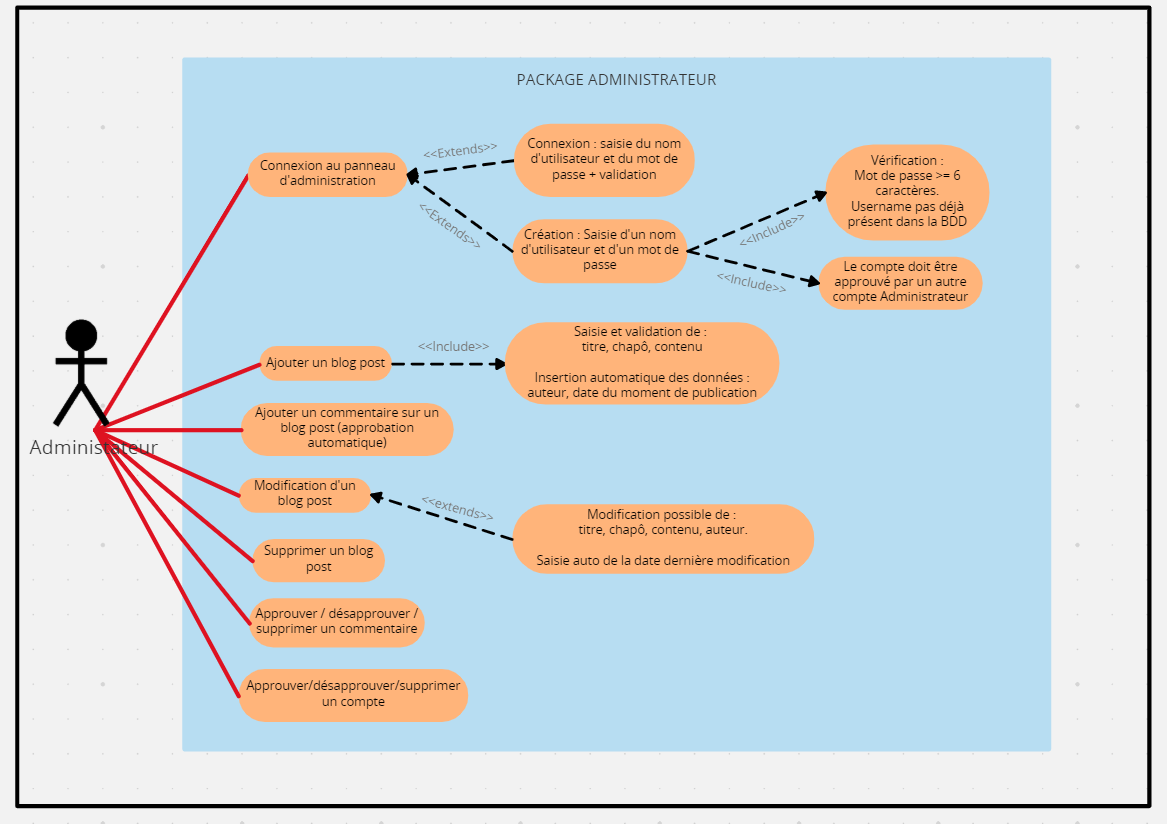 PACKAGE ADMINISTRATEUR
Connexion au panneau
d'administration
<<Extends>>
<<Extends>>
Connexion : saisie du nom
d'utilisateur et du mot de
passe + validation
Création : Saisie d'un nom
d'utilisateur et d'un mot de
passe
<<Include>>
<<Include>>
Vérification :
Mot de passe >= 6
caractères.
Username pas déjà
présent dans la BDD
Le compte doit être
approuvé par un autre
compte Administrateur
Ajouter un blog post
<<Include>>
Saisie et validation de :
titre, chapô, contenu
Insertion automatique des données :
auteur, date du moment de publication
Ajouter un commentaire sur un
blog post (approbation
automatique)
Administateur
Modification d'un
blog post
<<extends>>
Modification possible de :
titre, chapô, contenu, auteur.
Saisie auto de la date dernière modification
Supprimer un blog
post
Approuver / désapprouver /
supprimer un commentaire
Approuver/désapprouver/supprimer
un compte